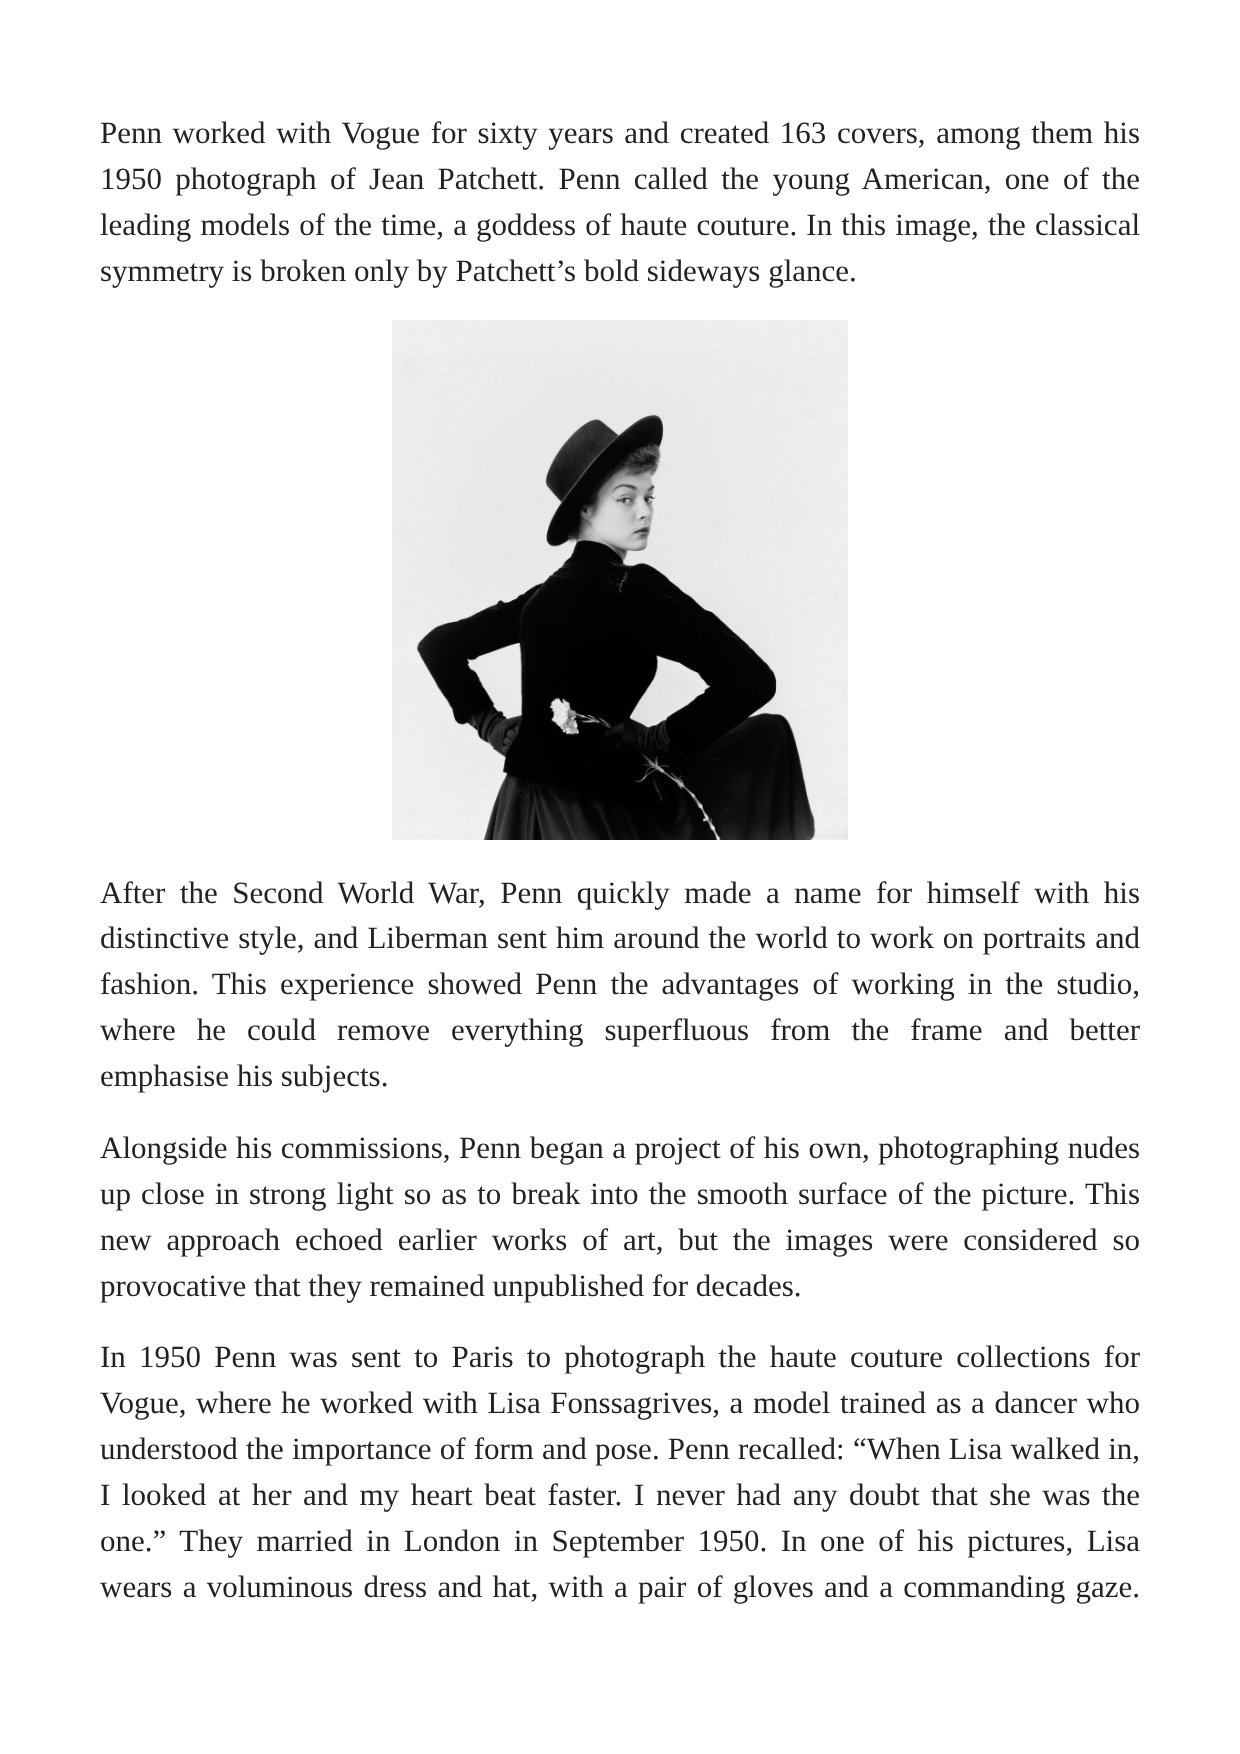 Penn worked with Vogue for sixty years and created 163 covers, among them his
1950 photograph of Jean Patchett. Penn called the young American, one of the
leading models of the time, a goddess of haute couture. In this image, the classical
symmetry is broken only by Patchett’s bold sideways glance.
After the Second World War, Penn quickly made a name for himself with his
distinctive style, and Liberman sent him around the world to work on portraits and
fashion. This experience showed Penn the advantages of working in the studio,
where he could remove everything superfluous from the frame and better
emphasise his subjects.
Alongside his commissions, Penn began a project of his own, photographing nudes
up close in strong light so as to break into the smooth surface of the picture. This
new approach echoed earlier works of art, but the images were considered so
provocative that they remained unpublished for decades.
In 1950 Penn was sent to Paris to photograph the haute couture collections for
Vogue, where he worked with Lisa Fonssagrives, a model trained as a dancer who
understood the importance of form and pose. Penn recalled: “When Lisa walked in,
I looked at her and my heart beat faster. I never had any doubt that she was the
one.” They married in London in September 1950. In one of his pictures, Lisa
wears a voluminous dress and hat, with a pair of gloves and a commanding gaze.